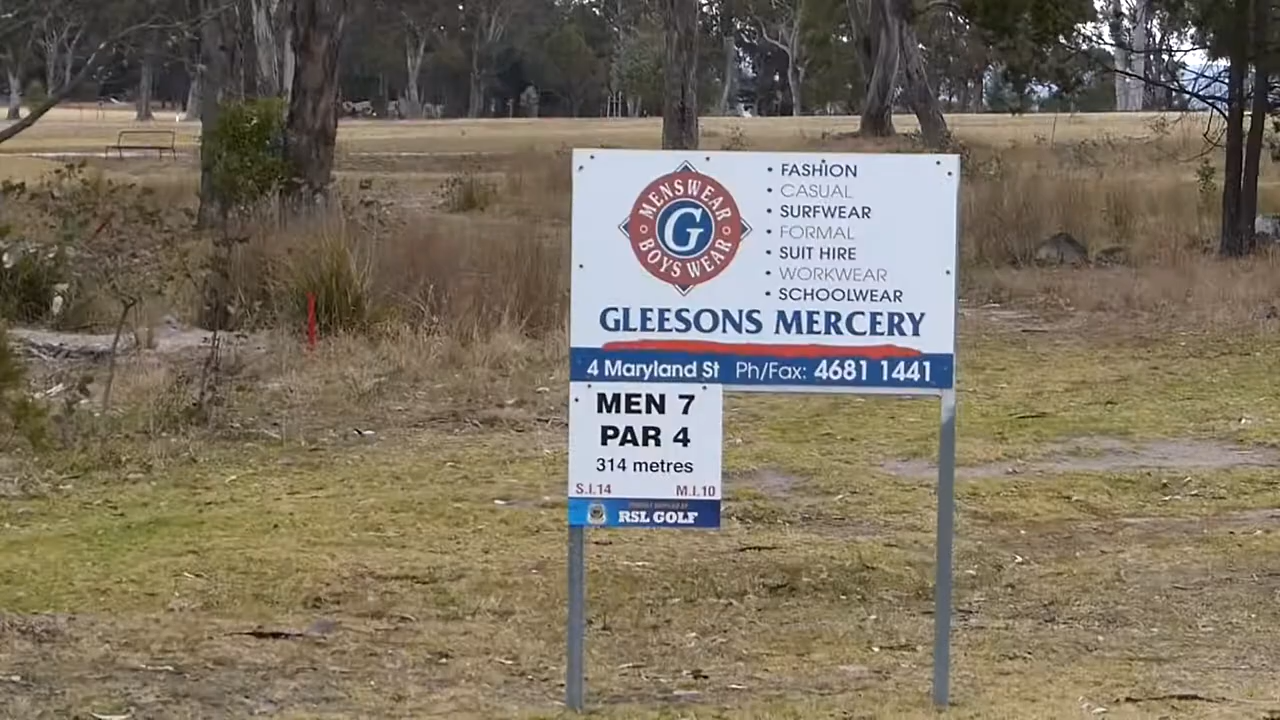 MENSWEAR
G
BOYS WEAR
• FASHION
• CASUAL
• SURFWEAR
• FORMAL
• SUIT HIRE
• WORKWEAR
• SCHOOLWEAR
GLEESONS MERCERY
4 Maryland St Ph/Fax: 4681 1441
MEN 7
PAR 4
314 metres
S.I.14 M.I.10
RSL GOLF